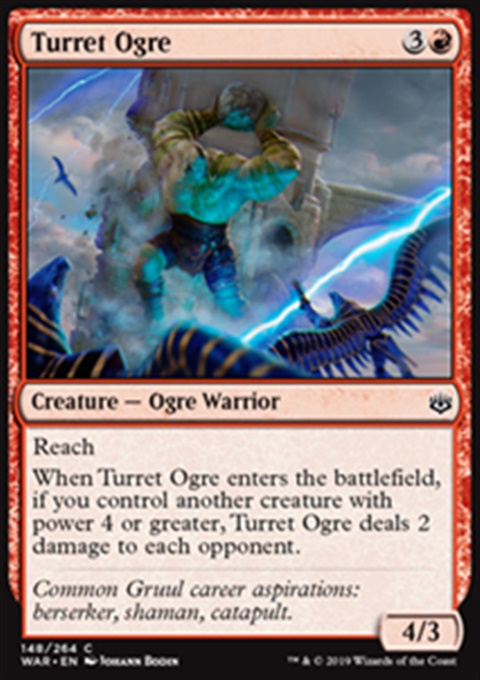 Turret Ogre 3
Creature — Ogre Warrior
Reach
When Turret Ogre enters the battlefield,
if you control another creature with
power 4 or greater, Turret Ogre deals 2
damage to each opponent.
Common Gruul career aspirations:
berserker, shaman, catapult.
4/3
148/264 C
WAR • EN Johann Bodin
™ & © 2019 Wizards of the Coast